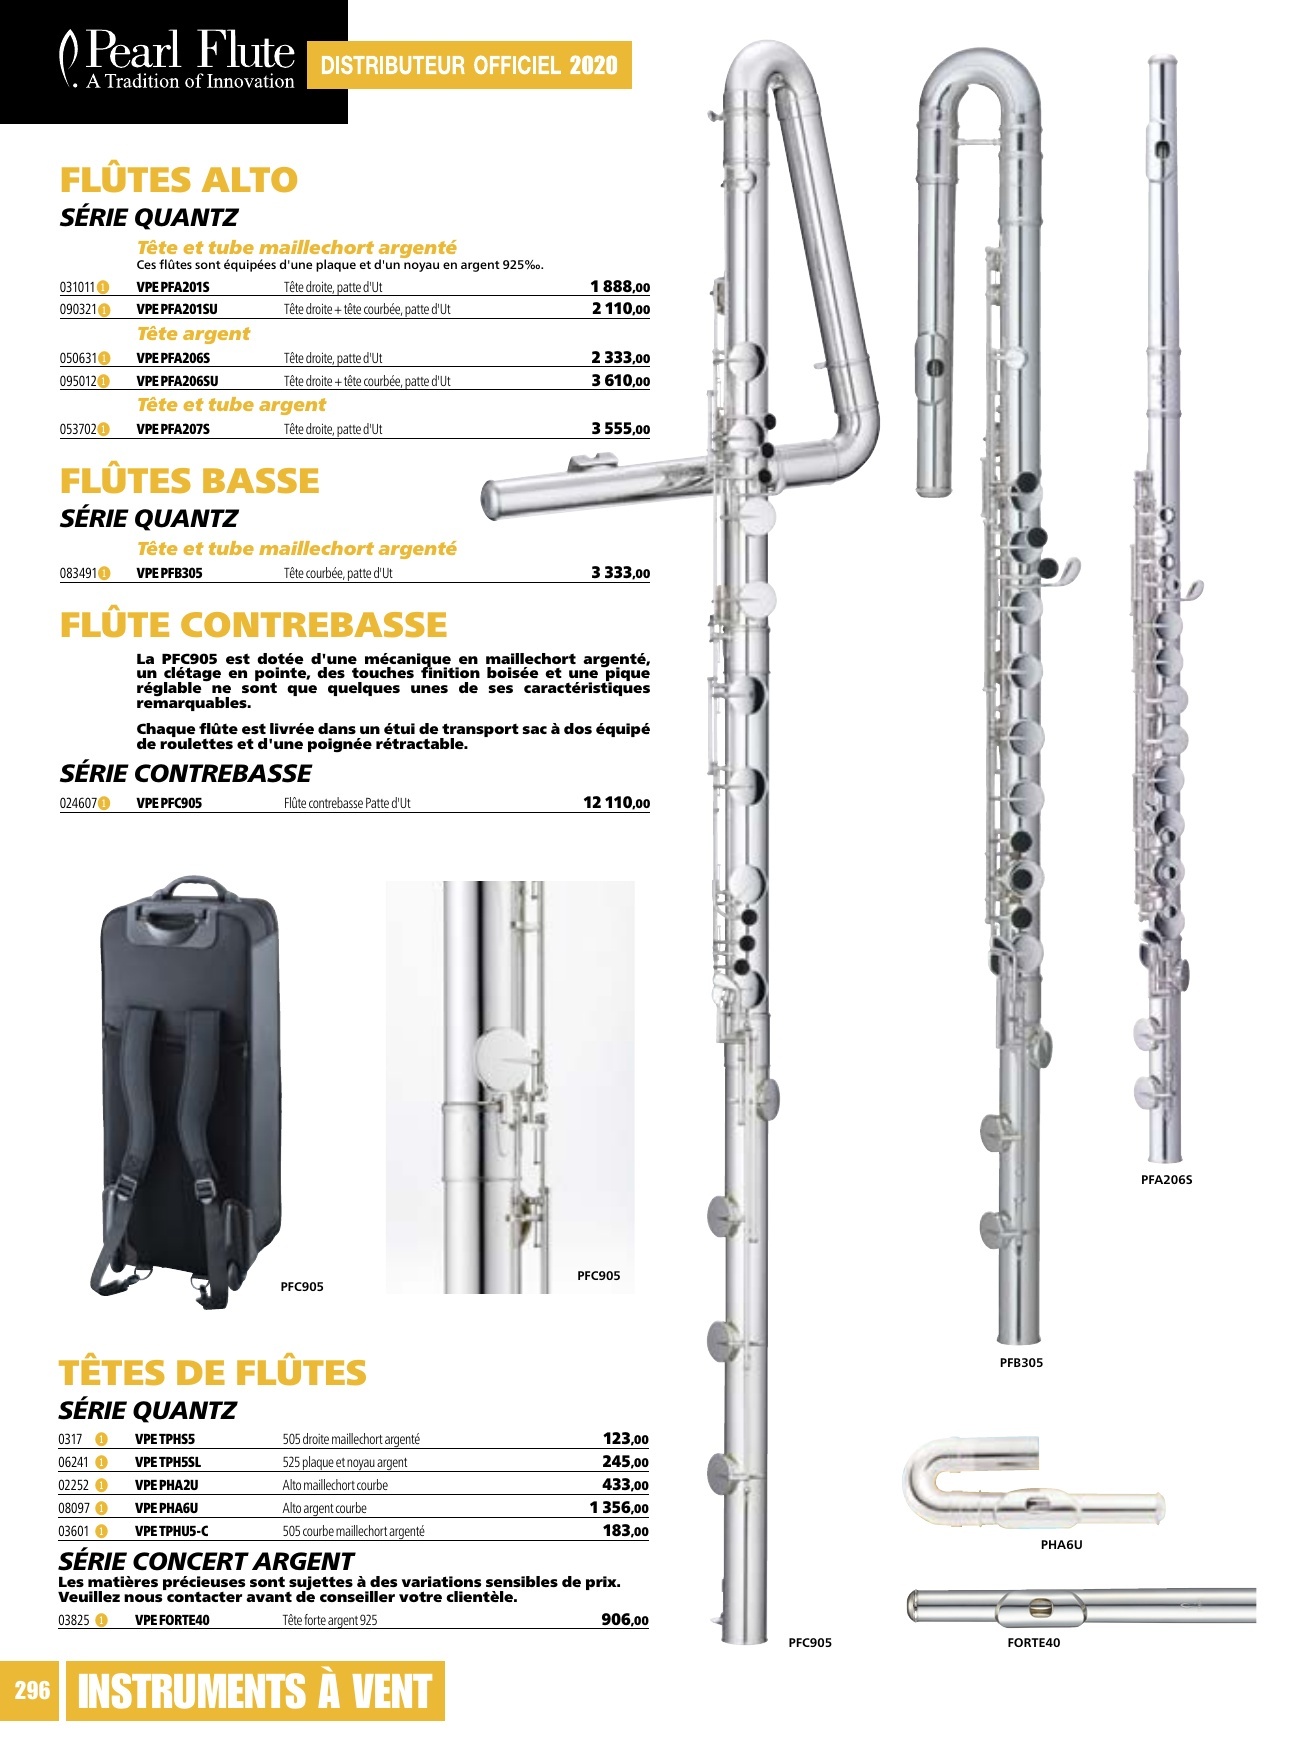 Pearl Flute
A Tradition of Innovation
DISTRIBUTEUR OFFICIEL 2020
FLÛTES ALTO
SÉRIE QUANTZ
Tête et tube maillechort argenté
Ces flûtes sont équipées d'une plaque et d'un noyau en argent 925‰.
031011 1 VPE PFA201S Tête droite, patte d'Ut 1 888,00
090321 1 VPE PFA201SU Tête droite + tête courbée, patte d'Ut 2 110,00
Tête argent
050631 1 VPE PFA206S Tête droite, patte d'Ut 2 333,00
095012 1 VPE PFA206SU Tête droite + tête courbée, patte d'Ut 3 610,00
Tête et tube argent
053702 1 VPE PFA207S Tête droite, patte d'Ut 3 555,00
FLÛTES BASSE
SÉRIE QUANTZ
Tête et tube maillechort argenté
083491 1 VPE PFB305 Tête courbée, patte d'Ut 3 333,00
FLÛTE CONTREBASSE
La PFC905 est dotée d'une mécanique en maillechort argenté,
un clétage en pointe, des touches finition boisée et une pique
réglable ne sont que quelques unes de ses caractéristiques
remarquables.
Chaque flûte est livrée dans un étui de transport sac à dos équipé
de roulettes et d'une poignée rétractable.
SÉRIE CONTREBASSE
024607 1 VPE PFC905 Flûte contrebasse Patte d'Ut 12 110,00
PFC905
PFC905
TÊTES DE FLÛTES
SÉRIE QUANTZ
0317 1 VPE TPHS5 505 droite maillechort argenté 123,00
06241 1 VPE TPH5SL 525 plaque et noyau argent 245,00
02252 1 VPE PHA2U Alto maillechort courbe 433,00
08097 1 VPE PHA6U Alto argent courbe 1 356,00
03601 1 VPE TPHU5-C 505 courbe maillechort argenté 183,00
SÉRIE CONCERT ARGENT
Les matières précieuses sont sujettes à des variations sensibles de prix.
Veuillez nous contacter avant de conseiller votre clientèle.
03825 1 VPE FORTE40 Tête forte argent 925 906,00
PFA206S
PFB305
PHA6U
PFC905
FORTE40
296 INSTRUMENTS À VENT